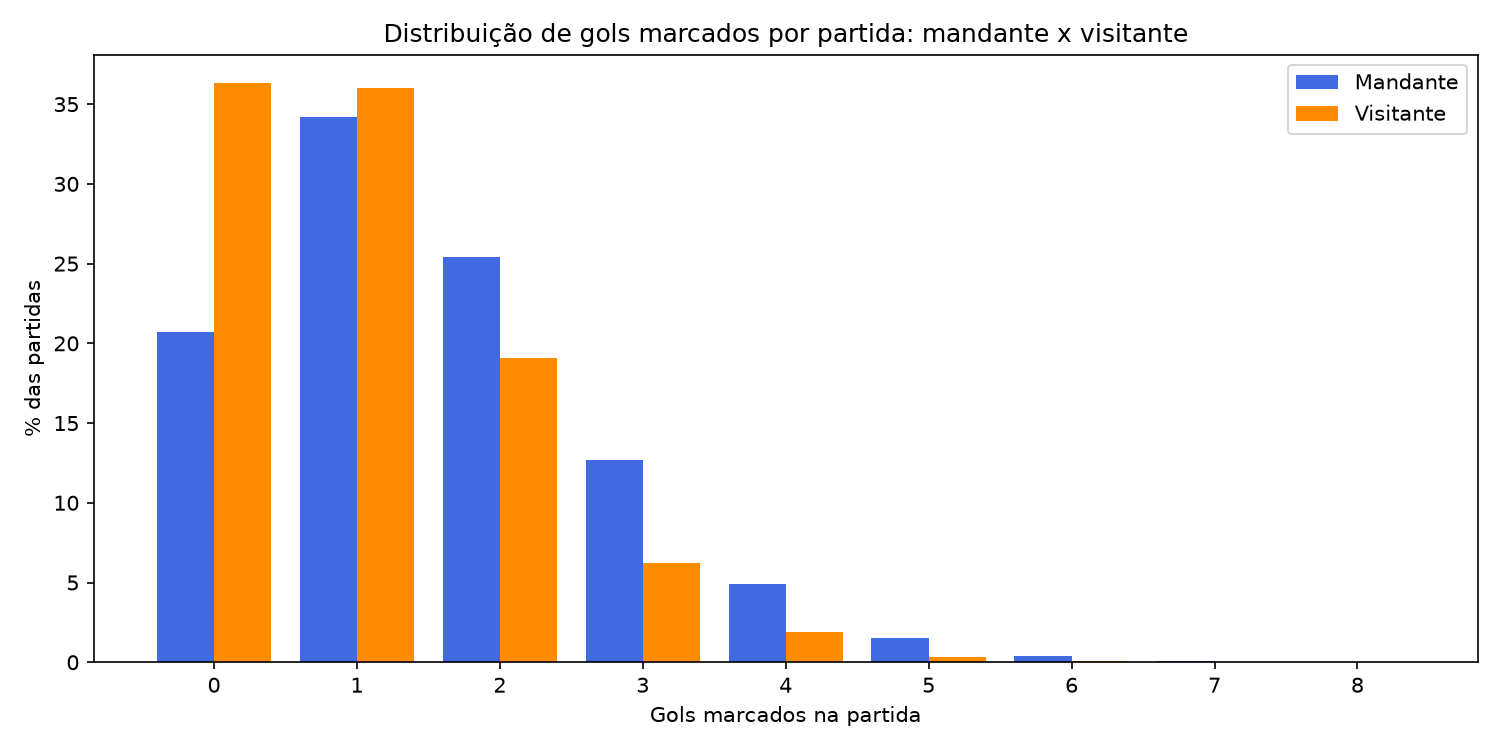 Distribuição de gols marcados por partida: mandante x visitante
Mandante
Visitante
% das partidas
35
30
25
20
15
10
5
0
0 1 2 3 4 5 6 7 8
Gols marcados na partida